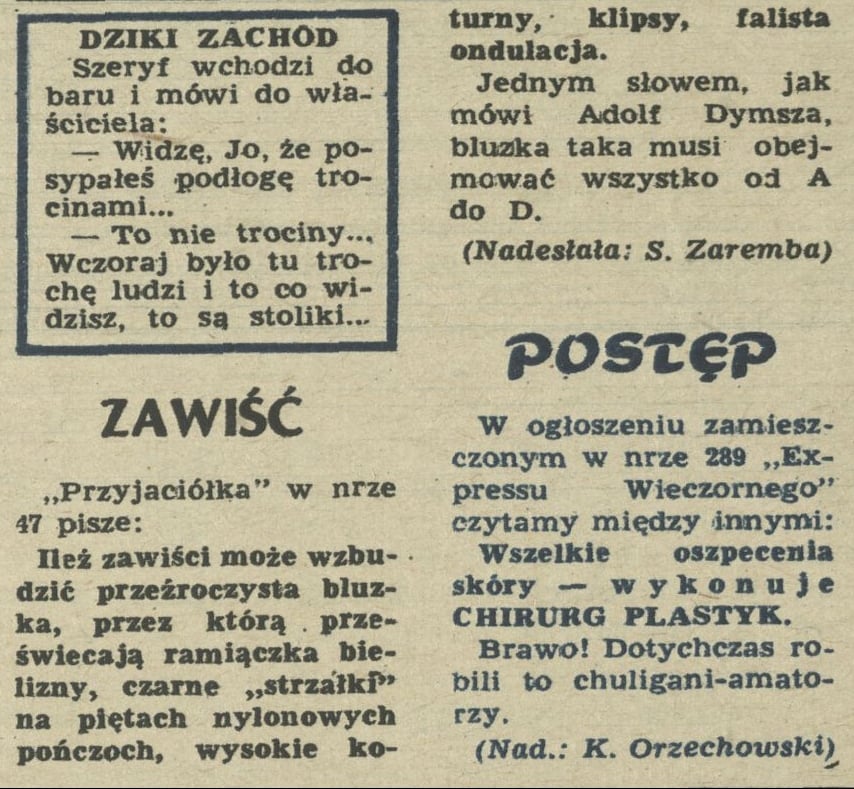 DZIKI ZACHÓD
Szeryf wchodzi do
baru i mówi do wła-
ściciela:
— Widzę, Jo, że po-
sypałeś podłogę tro-
cinami...
— To nie trociny...
Wczoraj było tu tro-
chę ludzi i to co wi-
dzisz, to są stoliki...
ZAWIŚĆ
„Przyjaciółka” w nrze
47 pisze:
Ileż zawiści może wzbu-
dzić przeźroczysta bluz-
ka, przez którą prze-
świecają ramiączka bie-
lizny, czarne „strzałki”
na piętach nylonowych
pończoch, wysokie ko-
turny, klipsy, falista
ondulacja.
Jednym słowem, jak
mówi Adolf Dymsza,
bluzka taka musi obej-
mować wszystko od A
do D.
(Nadesłała: S. Zaremba)
POSTĘP
W ogłoszeniu zamiesz-
czonym w nrze 289 „Ex-
pressu Wieczornego”
czytamy między innymi:
Wszelkie oszpecenia
skóry — wykonuje
CHIRURG PLASTYK.
Brawo! Dotychczas ro-
bili to chuligani-amato-
rzy.
(Nad.: K. Orzechowski)